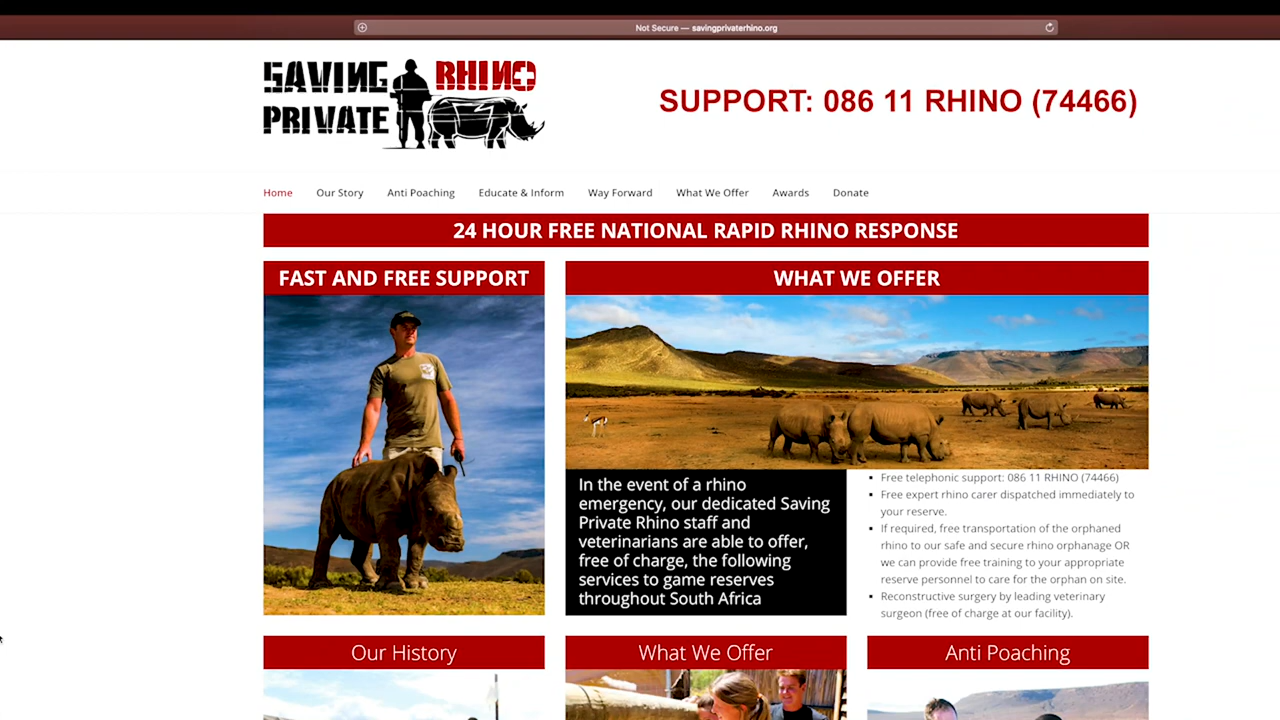 Not Secure — savingprivaterhino.org
SAVING RHINO
PRIVATE
SUPPORT: 086 11 RHINO (74466)
Home Our Story Anti Poaching Educate & Inform Way Forward What We Offer Awards Donate
24 HOUR FREE NATIONAL RAPID RHINO RESPONSE
FAST AND FREE SUPPORT
WHAT WE OFFER
In the event of a rhino
emergency, our dedicated Saving
Private Rhino staff and
veterinarians are able to offer,
free of charge, the following
services to game reserves
throughout South Africa
Free telephonic support: 086 11 RHINO (74466)
Free expert rhino carer dispatched immediately to
your reserve.
If required, free transportation of the orphaned
rhino to our safe and secure rhino orphanage OR
we can provide free training to your appropriate
reserve personnel to care for the orphan on site.
Reconstructive surgery by leading veterinary
surgeon (free of charge at our facility).
Our History
What We Offer
Anti Poaching